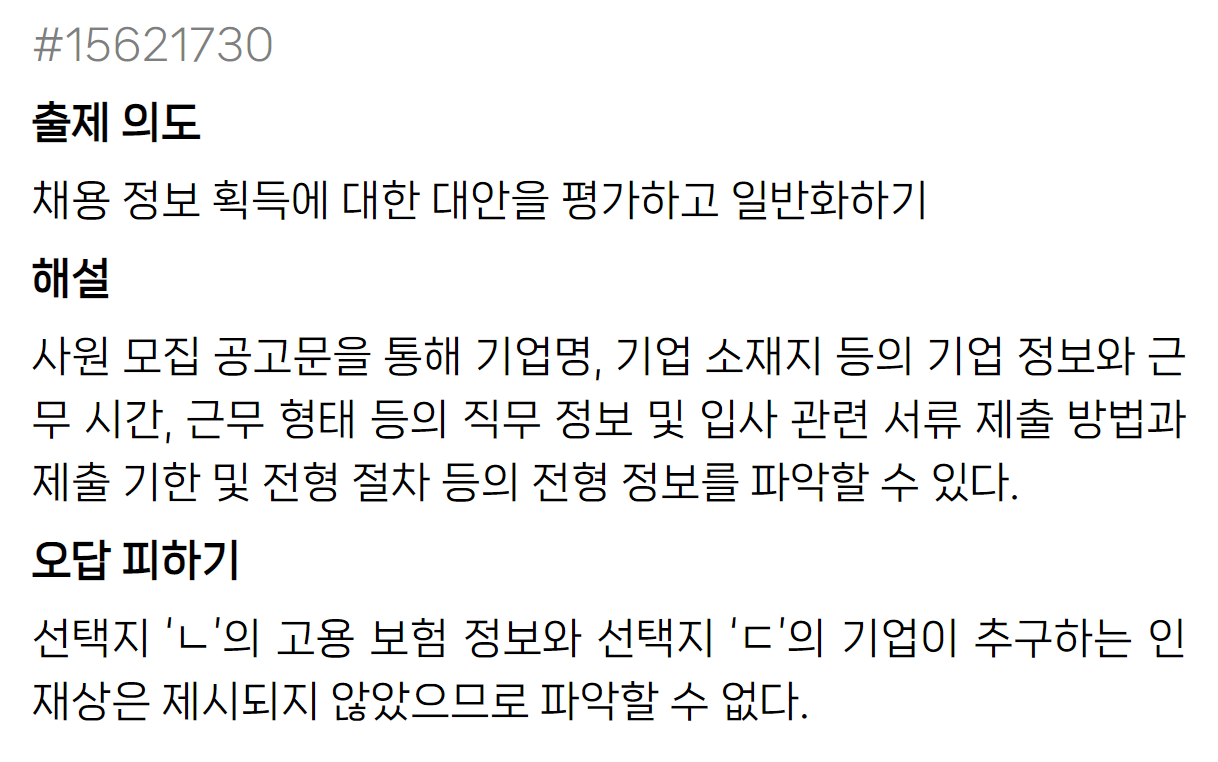 #15621730
출제 의도
채용 정보 획득에 대한 대안을 평가하고 일반화하기
해설
사원 모집 공고문을 통해 기업명, 기업 소재지 등의 기업 정보와 근
무 시간, 근무 형태 등의 직무 정보 및 입사 관련 서류 제출 방법과
제출 기한 및 전형 절차 등의 전형 정보를 파악할 수 있다.
오답 피하기
선택지 ‘ㄴ’의 고용 보험 정보와 선택지 ‘ㄷ’의 기업이 추구하는 인
재상은 제시되지 않았으므로 파악할 수 없다.